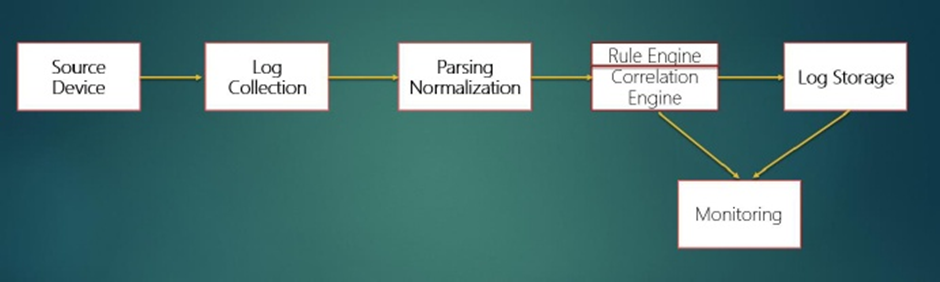 Source
Device
Log
Collection
Parsing
Normalization
Rule Engine
Correlation
Engine
Log Storage
Monitoring